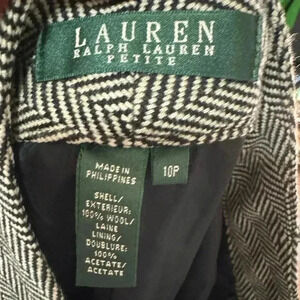 LAUREN
RALPH LAUREN
PETITE
MADE IN
PHILIPPINES
10P
SHELL/
EXTERIEUR:
100% WOOL/
LAINE
LINING/
DOUBLURE:
100%
ACETATE/
ACETATE